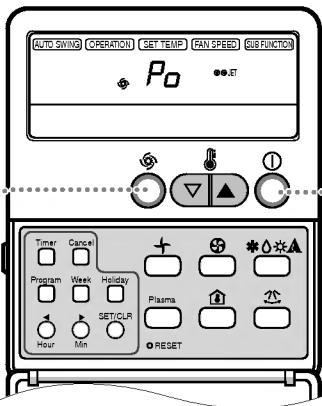 AUTO SWING OPERATION SET TEMP FAN SPEED SUB FUNCTION
Po JET
Timer Cancel
Program Week Holiday
Plasma
SET/CLR
Hour Min
RESET